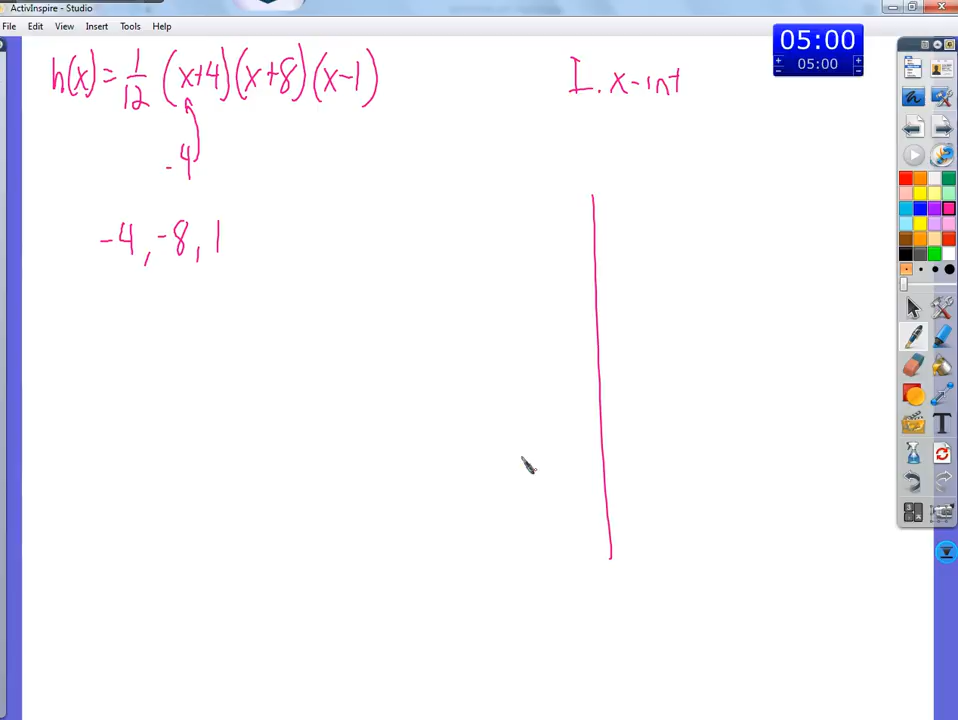 ActivInspire - Studio
File Edit View Insert Tools Help
05:00
05:00
h(x) = 1/12 (x+4)(x+8)(x-1)
I. x-int
-4
-4, -8, 1